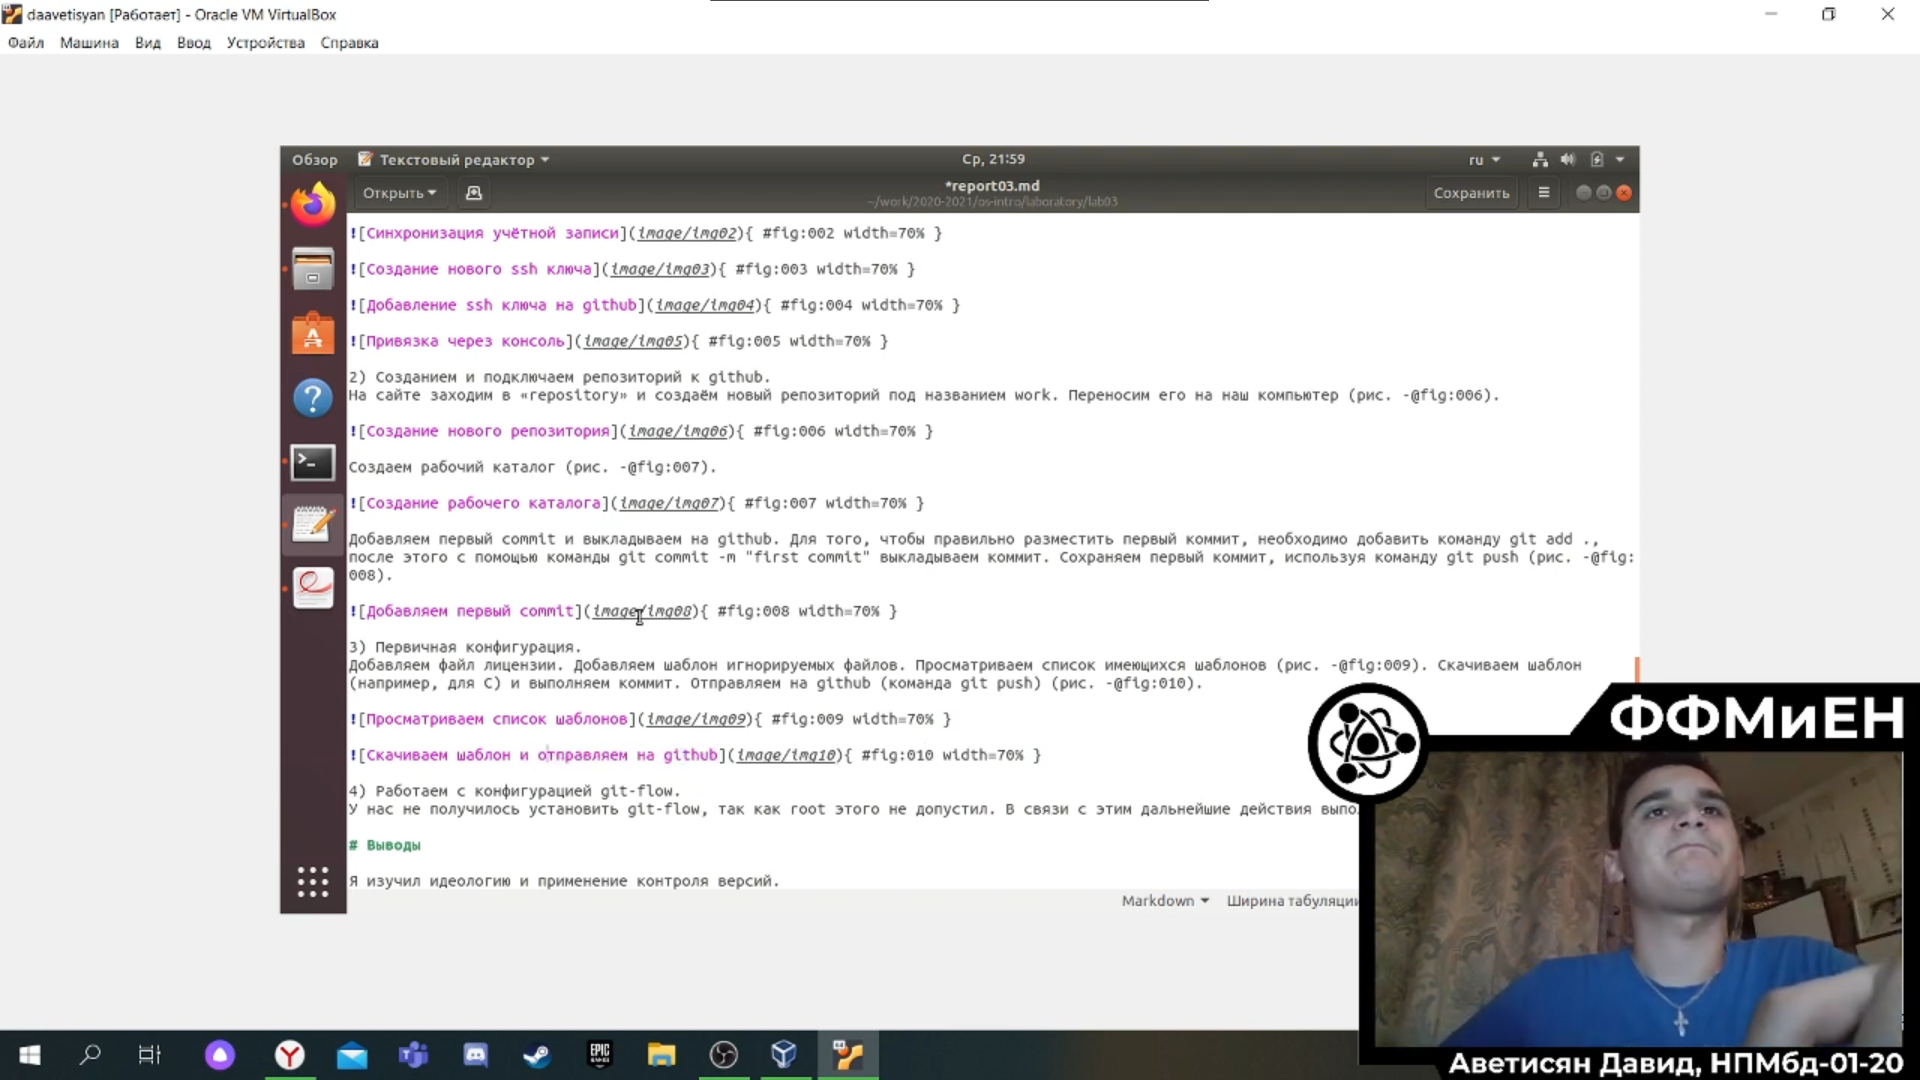 daavetisyan [Работает] - Oracle VM VirtualBox
Файл Машина Вид Ввод Устройства Справка
Обзор Текстовый редактор Ср, 21:59 ru
Открыть *report03.md Сохранить
~/work/2020-2021/os-intro/laboratory/lab03
![Синхронизация учётной записи](image/img02){ #fig:002 width=70% }
![Создание нового ssh ключа](image/img03){ #fig:003 width=70% }
![Добавление ssh ключа на github](image/img04){ #fig:004 width=70% }
![Привязка через консоль](image/img05){ #fig:005 width=70% }
2) Созданием и подключаем репозиторий к github.
На сайте заходим в «repository» и создаём новый репозиторий под названием work. Переносим его на наш компьютер (рис. -@fig:006).
![Создание нового репозитория](image/img06){ #fig:006 width=70% }
Создаем рабочий каталог (рис. -@fig:007).
![Создание рабочего каталога](image/img07){ #fig:007 width=70% }
Добавляем первый commit и выкладываем на github. Для того, чтобы правильно разместить первый коммит, необходимо добавить команду git add .,
после этого с помощью команды git commit -m "first commit" выкладываем коммит. Сохраняем первый коммит, используя команду git push (рис. -@fig:
008).
![Добавляем первый commit](image/img08){ #fig:008 width=70% }
3) Первичная конфигурация.
Добавляем файл лицензии. Добавляем шаблон игнорируемых файлов. Просматриваем список имеющихся шаблонов (рис. -@fig:009). Скачиваем шаблон
(например, для C) и выполняем коммит. Отправляем на github (команда git push) (рис. -@fig:010).
![Просматриваем список шаблонов](image/img09){ #fig:009 width=70% }
![Скачиваем шаблон и отправляем на github](image/img10){ #fig:010 width=70% }
4) Работаем с конфигурацией git-flow.
У нас не получилось установить git-flow, так как root этого не допустил. В связи с этим дальнейшие действия выпо
# Выводы
Я изучил идеологию и применение контроля версий.
Markdown Ширина табуляции
ФФМиЕН
EPIC GAMES
Аветисян Давид, НПМбд-01-20